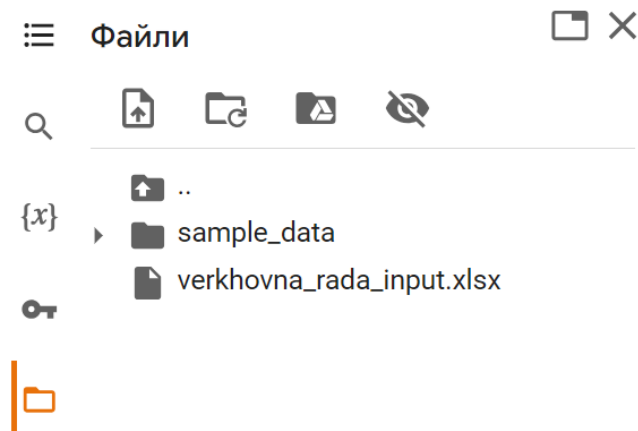 Файли
{x}
..
sample_data
verkhovna_rada_input.xlsx